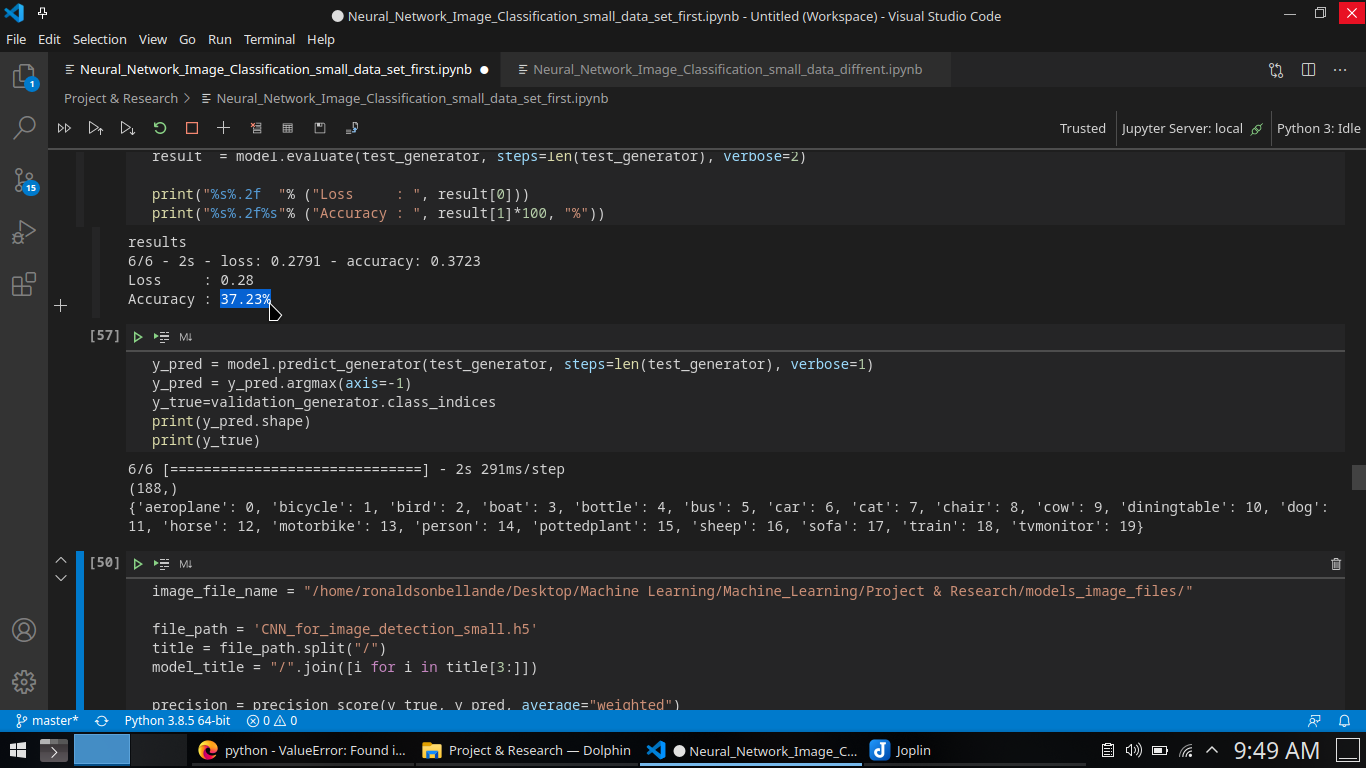 Neural_Network_Image_Classification_small_data_set_first.ipynb - Untitled (Workspace) - Visual Studio Code
File Edit Selection View Go Run Terminal Help
Neural_Network_Image_Classification_small_data_set_first.ipynb Neural_Network_Image_Classification_small_data_diffrent.ipynb
1
Project & Research > Neural_Network_Image_Classification_small_data_set_first.ipynb
Trusted Jupyter Server: local Python 3: Idle
result = model.evaluate(test_generator, steps=len(test_generator), verbose=2)
15
print("%s%.2f "% ("Loss     : ", result[0]))
print("%s%.2f%s"% ("Accuracy : ", result[1]*100, "%"))
results
6/6 - 2s - loss: 0.2791 - accuracy: 0.3723
Loss     : 0.28
Accuracy : 37.23%
[57] M↓
y_pred = model.predict_generator(test_generator, steps=len(test_generator), verbose=1)
y_pred = y_pred.argmax(axis=-1)
y_true=validation_generator.class_indices
print(y_pred.shape)
print(y_true)
6/6 [==============================] - 2s 291ms/step
(188,)
{'aeroplane': 0, 'bicycle': 1, 'bird': 2, 'boat': 3, 'bottle': 4, 'bus': 5, 'car': 6, 'cat': 7, 'chair': 8, 'cow': 9, 'diningtable': 10, 'dog':
11, 'horse': 12, 'motorbike': 13, 'person': 14, 'pottedplant': 15, 'sheep': 16, 'sofa': 17, 'train': 18, 'tvmonitor': 19}
[50] M↓
image_file_name = "/home/ronaldsonbellande/Desktop/Machine Learning/Machine_Learning/Project & Research/models_image_files/"
file_path = 'CNN_for_image_detection_small.h5'
title = file_path.split("/")
model_title = "/".join([i for i in title[3:]])
precision = precision_score(y_true, y_pred, average="weighted")
master* Python 3.8.5 64-bit 0 0
python - ValueError: Found i... Project & Research — Dolphin Neural_Network_Image_C... Joplin 9:49 AM